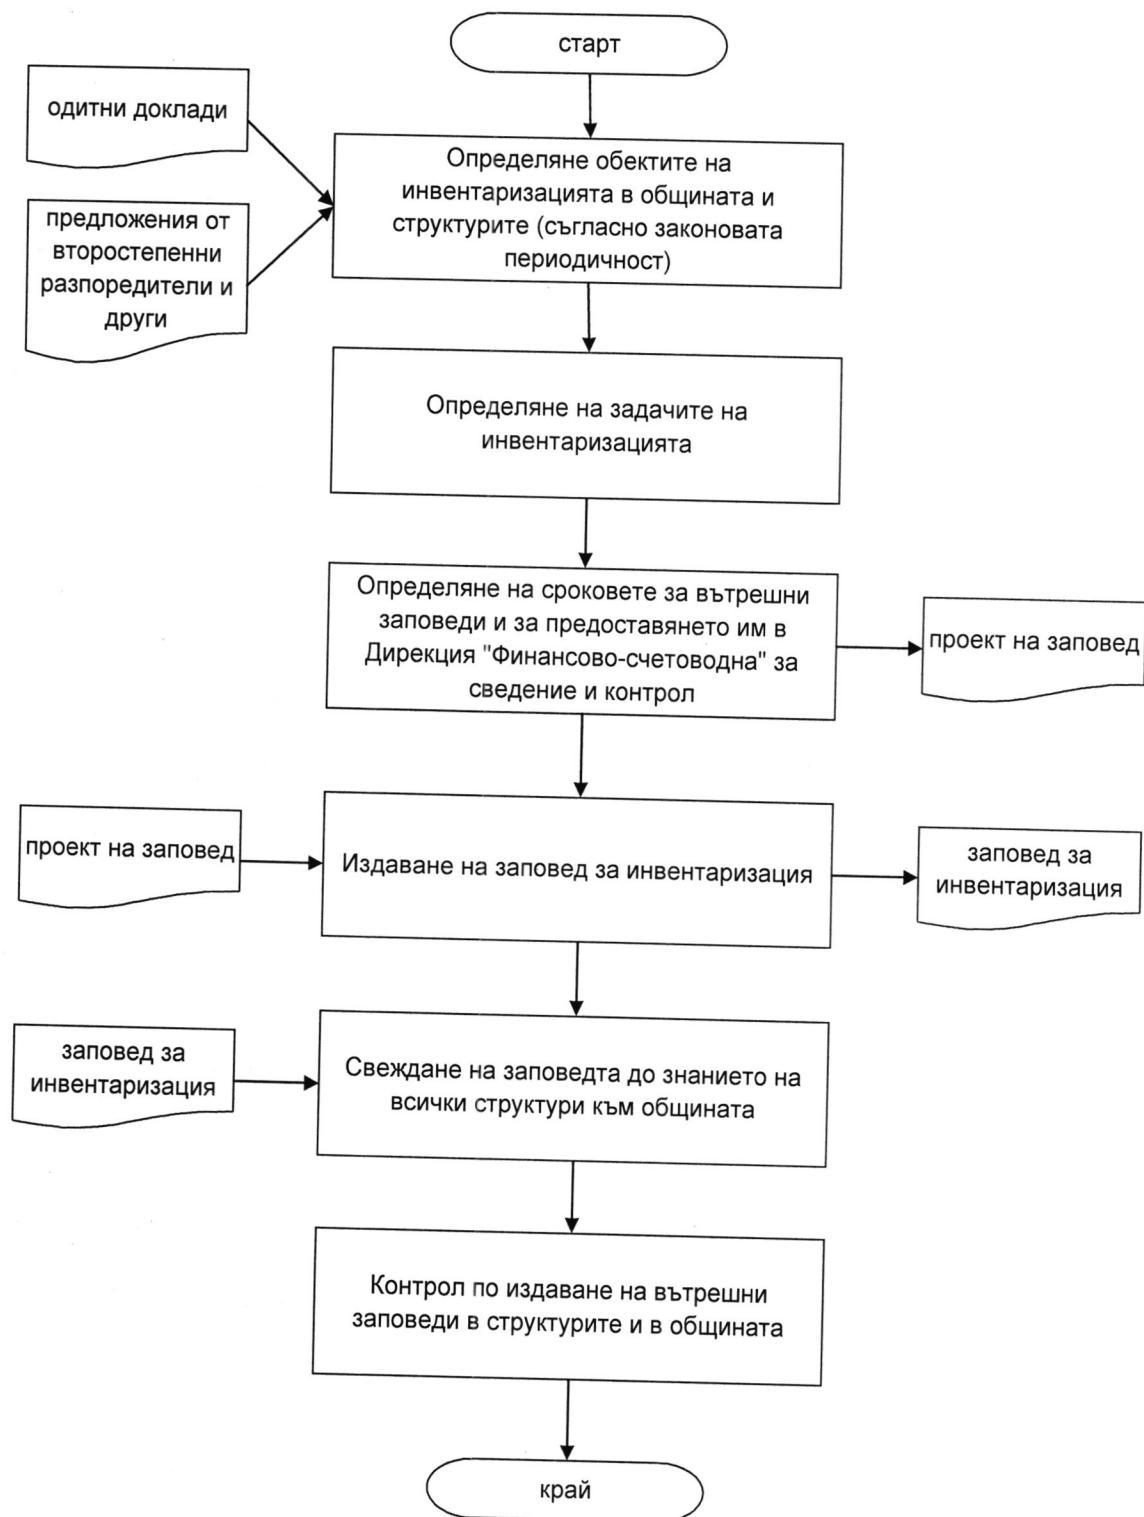 старт
одитни доклади
Определяне обектите на
инвентаризацията в общината и
структурите (съгласно законовата
периодичност)
предложения от
второстепенни
разпоредители и
други
Определяне на задачите на
инвентаризацията
Определяне на сроковете за вътрешни
заповеди и за предоставянето им в
Дирекция "Финансово-счетоводна" за
сведение и контрол
проект на заповед
проект на заповед
Издаване на заповед за инвентаризация
заповед за
инвентаризация
заповед за
инвентаризация
Свеждане на заповедта до знанието на
всички структури към общината
Контрол по издаване на вътрешни
заповеди в структурите и в общината
край